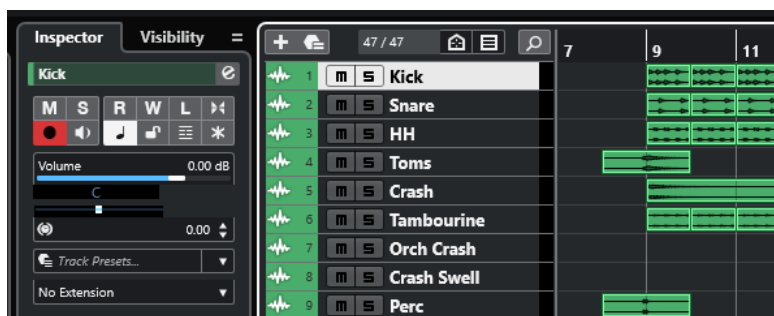 Inspector Visibility
Kick e
M S R W L
Volume 0.00 dB
C
0.00
Track Presets...
No Extension
47 / 47
7 9 11
1 m s Kick
2 m s Snare
3 m s HH
4 m s Toms
5 m s Crash
6 m s Tambourine
7 m s Orch Crash
8 m s Crash Swell
9 m s Perc